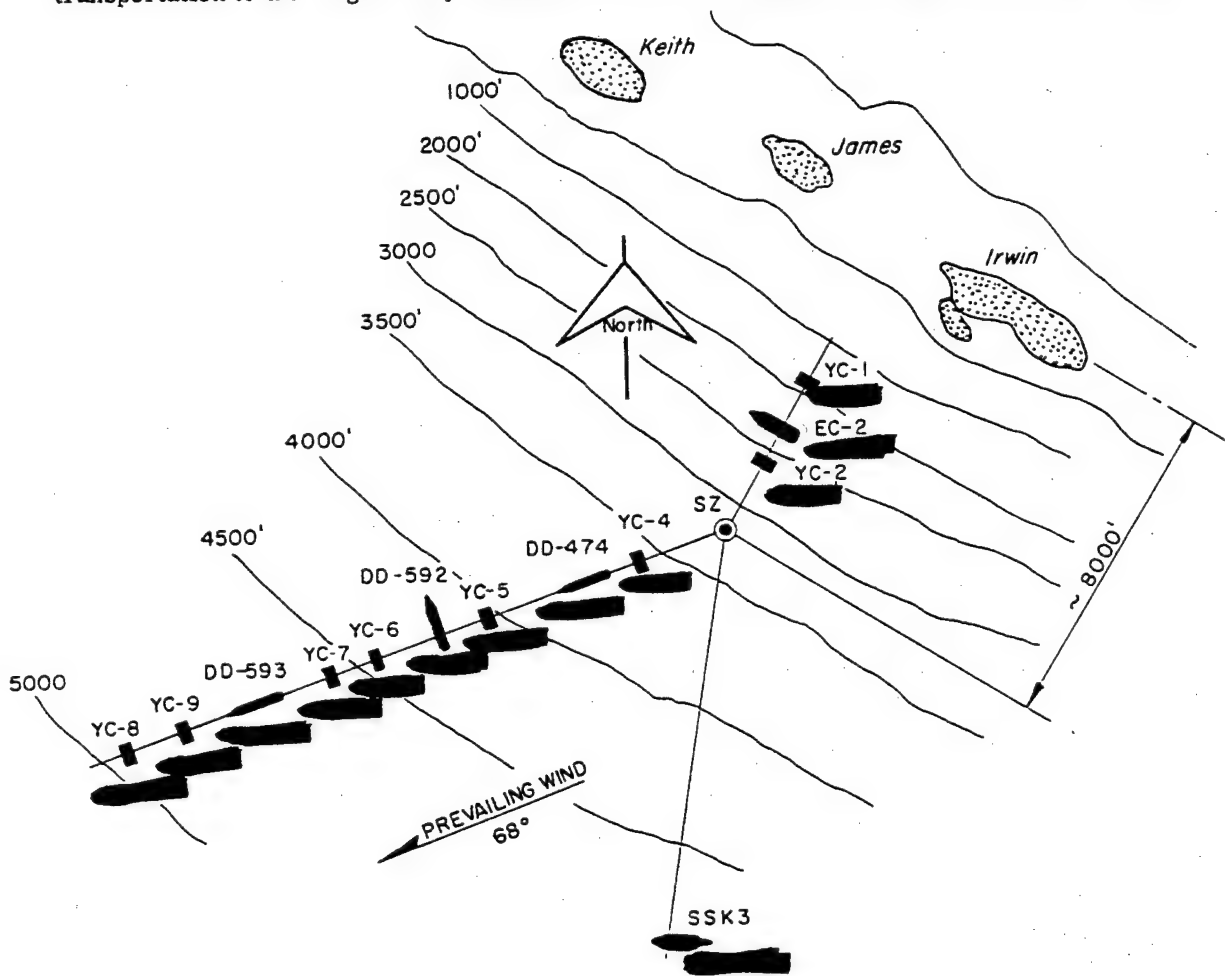 transportation to
Keith
1000'
James
2000'
2500'
Irwin
3000
North
3500'
YC-1
EC-2
4000'
YC-2
SZ
YC-4
DD-474
4500'
DD-592
YC-5
~ 8000'
YC-6
YC-7
DD-593
5000
YC-9
YC-8
PREVAILING WIND
68°
SSK3